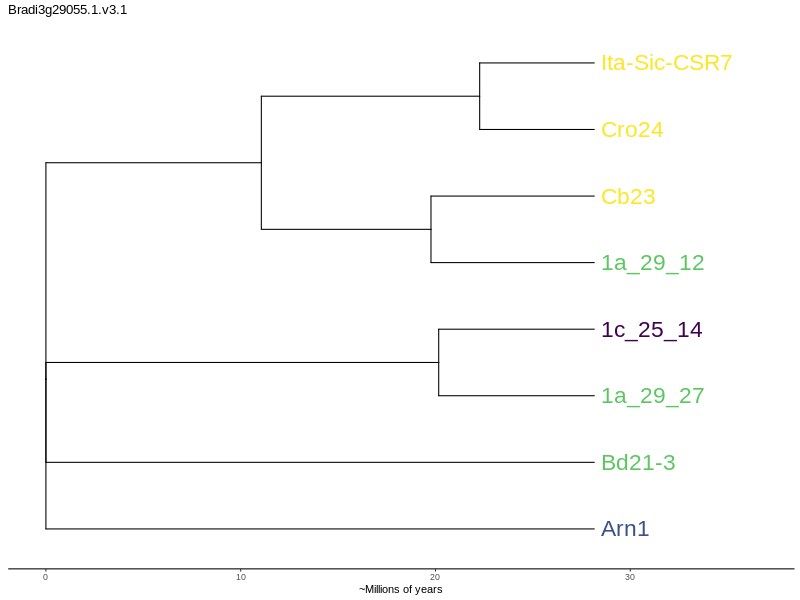 Bradi3g29055.1.v3.1
Ita-Sic-CSR7
Cro24
Cb23
1a_29_12
1c_25_14
1a_29_27
Bd21-3
Arn1
0 10 20 30
~Millions of years